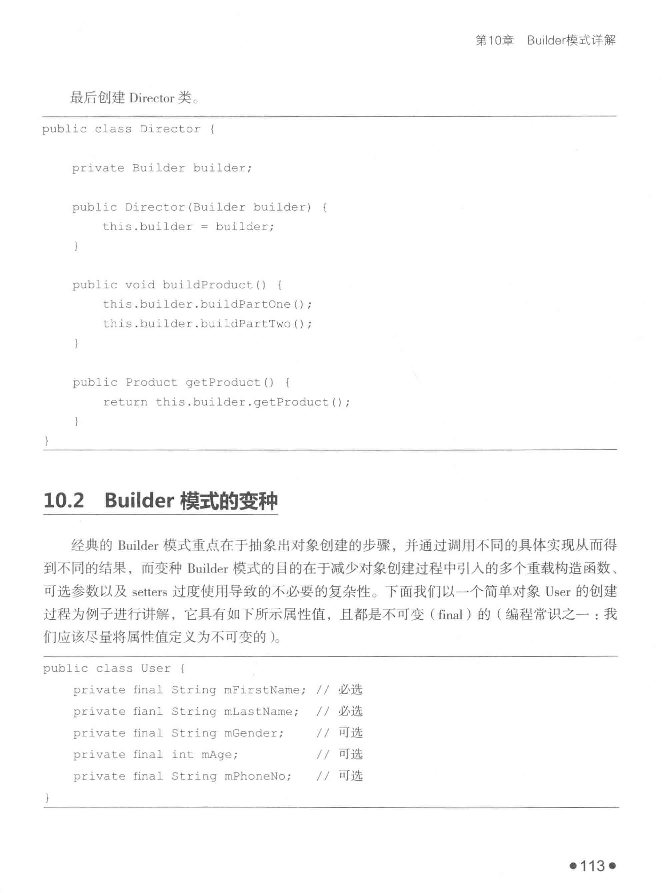 第10章 Builder模式详解
最后创建 Director 类。
public class Director {
private Builder builder;
public Director(Builder builder) {
this.builder = builder;
}
public void buildProduct() {
this.builder.buildPartOne();
this.builder.buildPartTwo();
}
public Product getProduct() {
return this.builder.getProduct();
}
}
10.2 Builder 模式的变种
经典的 Builder 模式重点在于抽象出对象创建的步骤，并通过调用不同的具体实现从而得
到不同的结果，而变种 Builder 模式的目的在于减少对象创建过程中引入的多个重载构造函数、
可选参数以及 setters 过度使用导致的不必要的复杂性。下面我们以一个简单对象 User 的创建
过程为例子进行讲解，它具有如下所示属性值，且都是不可变（final）的（编程常识之一：我
们应该尽量将属性值定义为不可变的）。
public class User {
private final String mFirstName; // 必选
private fianl String mLastName; // 必选
private final String mGender; // 可选
private final int mAge; // 可选
private final String mPhoneNo; // 可选
}
●113●